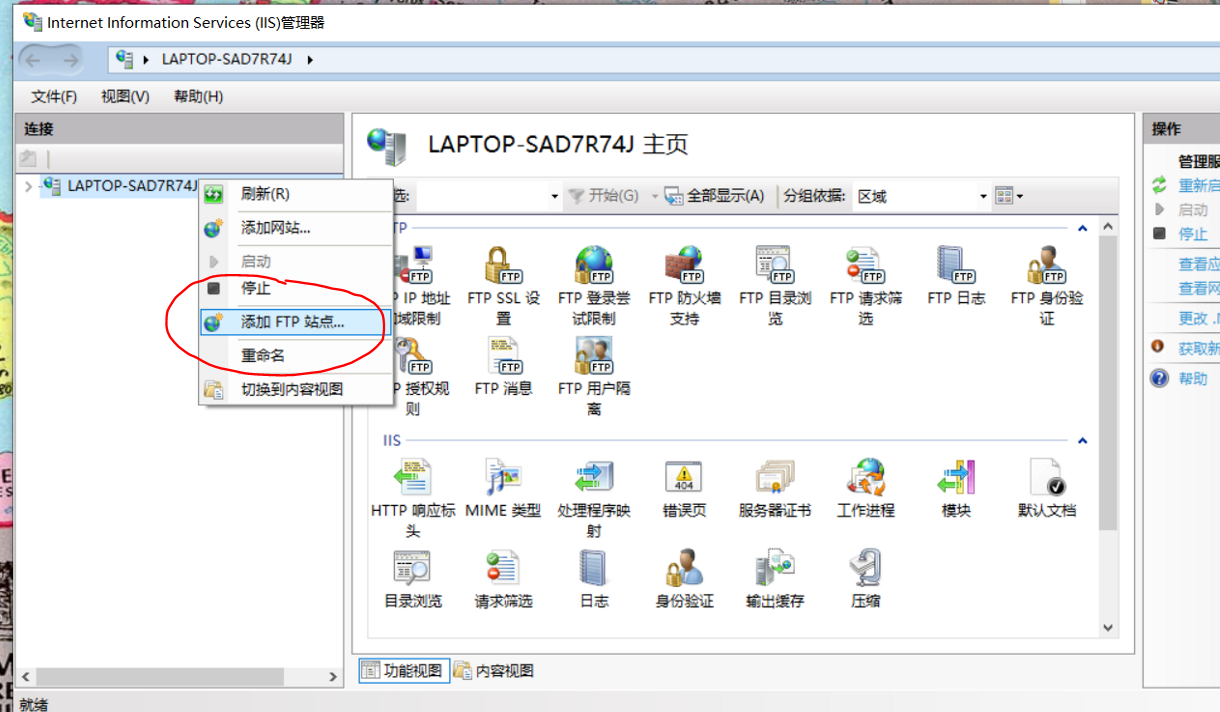 Internet Information Services (IIS)管理器
LAPTOP-SAD7R74J
文件(F) 视图(V) 帮助(H)
连接
LAPTOP-SAD7R74J
刷新(R)
添加网站...
启动
停止
添加 FTP 站点...
重命名
切换到内容视图
LAPTOP-SAD7R74J 主页
选: 开始(G) 全部显示(A) 分组依据: 区域
TP
P IP 地址
域限制
FTP SSL 设
置
FTP 登录尝
试限制
FTP 防火墙
支持
FTP 目录浏
览
FTP 请求筛
选
FTP 日志
FTP 身份验
证
P 授权规
则
FTP 消息
FTP 用户隔
离
IIS
HTTP 响应标
头
MIME 类型
处理程序映
射
404
错误页
服务器证书
工作进程
模块
默认文档
目录浏览
请求筛选
日志
身份验证
输出缓存
压缩
功能视图 内容视图
操作
管理服
重新启
启动
停止
查看应
查看网
更改 .
获取新
帮助
就绪